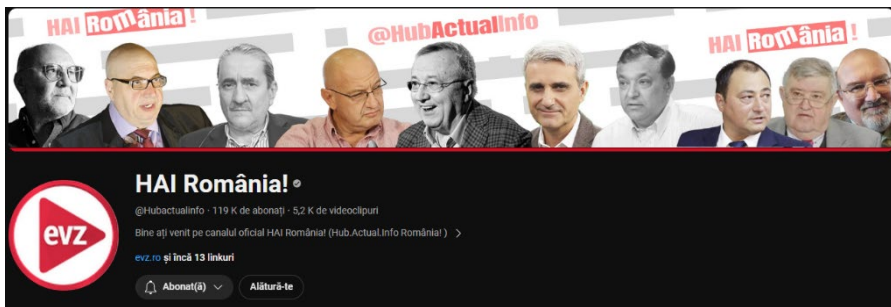 HAI România!
@HubActualInfo
HAI România!
HAI România!
@Hubactualinfo · 119 K de abonați · 5,2 K de videoclipuri
Bine ați venit pe canalul oficial HAI România! (Hub.Actual.Info România! )
evz
evz.ro și încă 13 linkuri
Abonat(ă)
Alătură-te